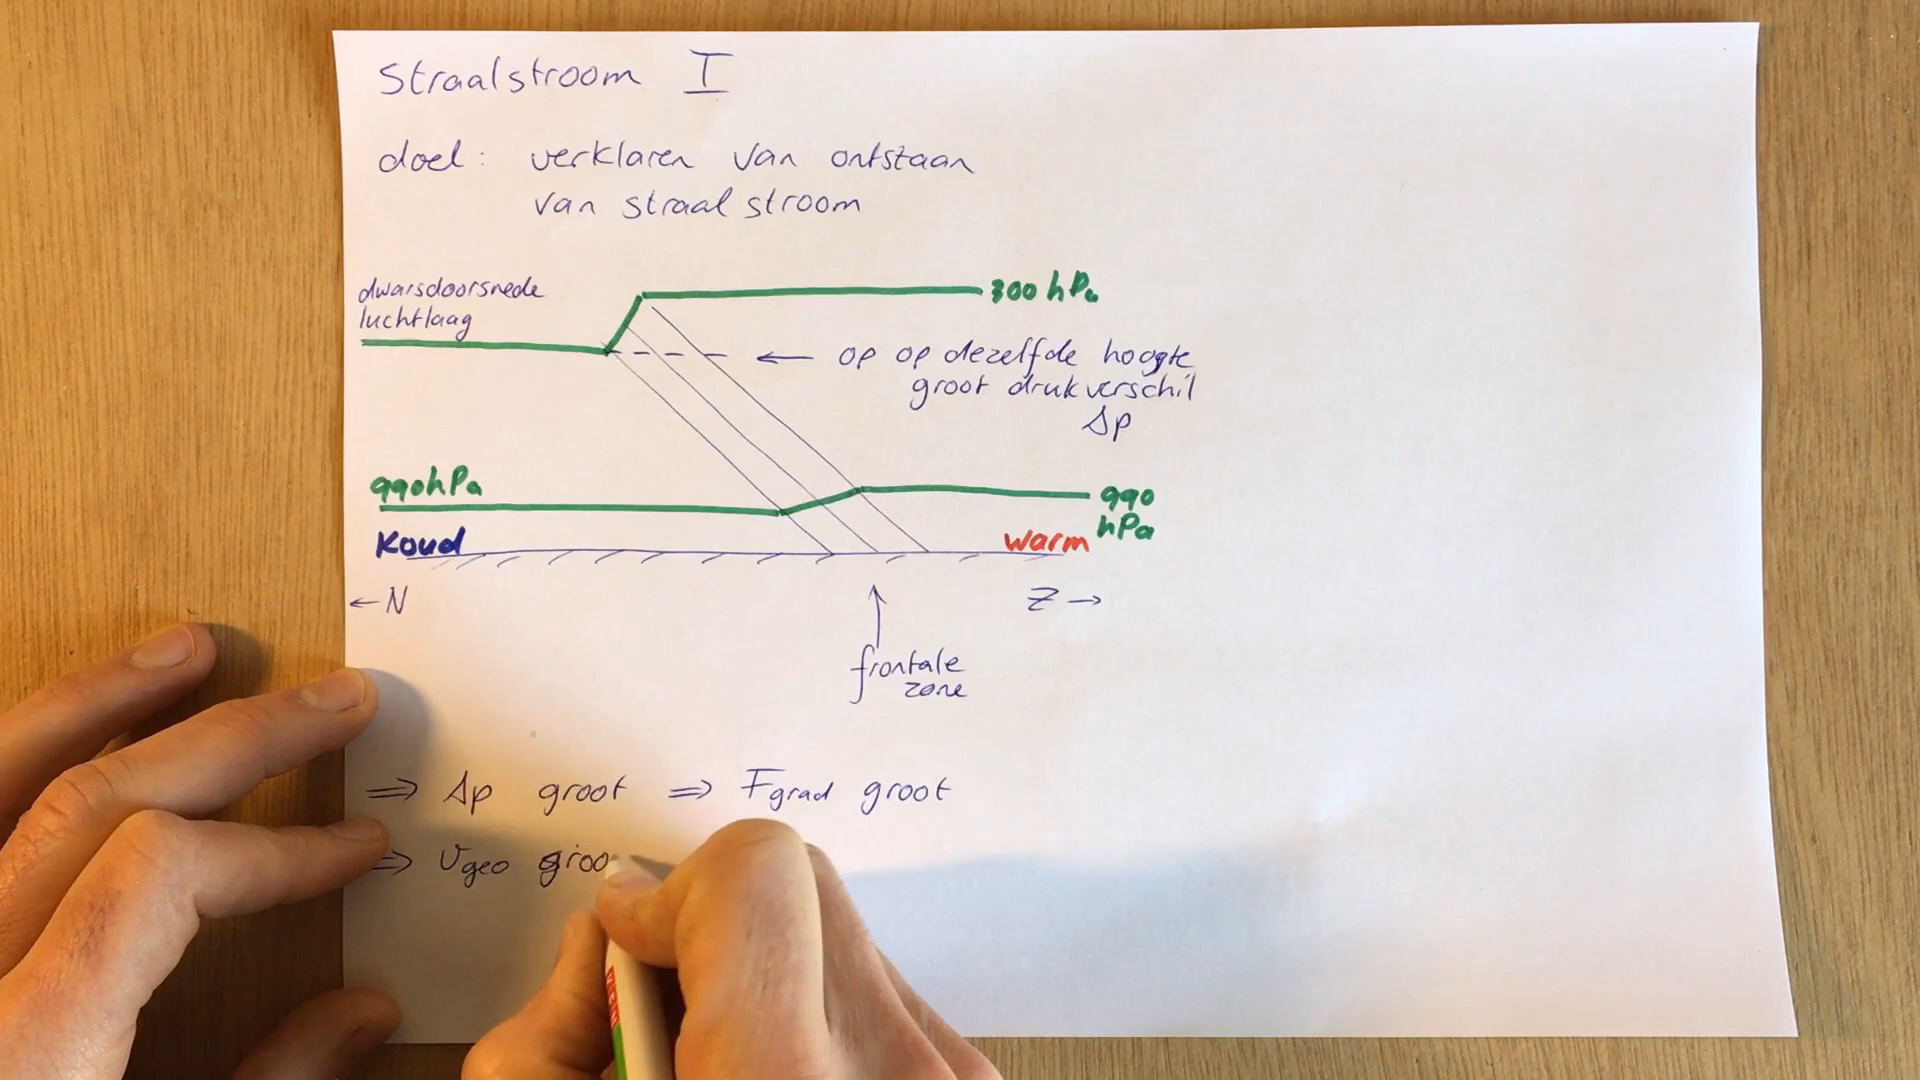 Straalstroom I
doel: verklaren van ontstaan
van straalstroom
dwarsdoorsnede
luchtlaag
300 hPa
← op op dezelfde hoogte
groot drukverschil
Δp
990hPa
990
hPa
Koud
warm
← N
Z →
frontale
zone
⇒ Δp groot ⇒ Fgrad groot
⇒ Vgeo groo